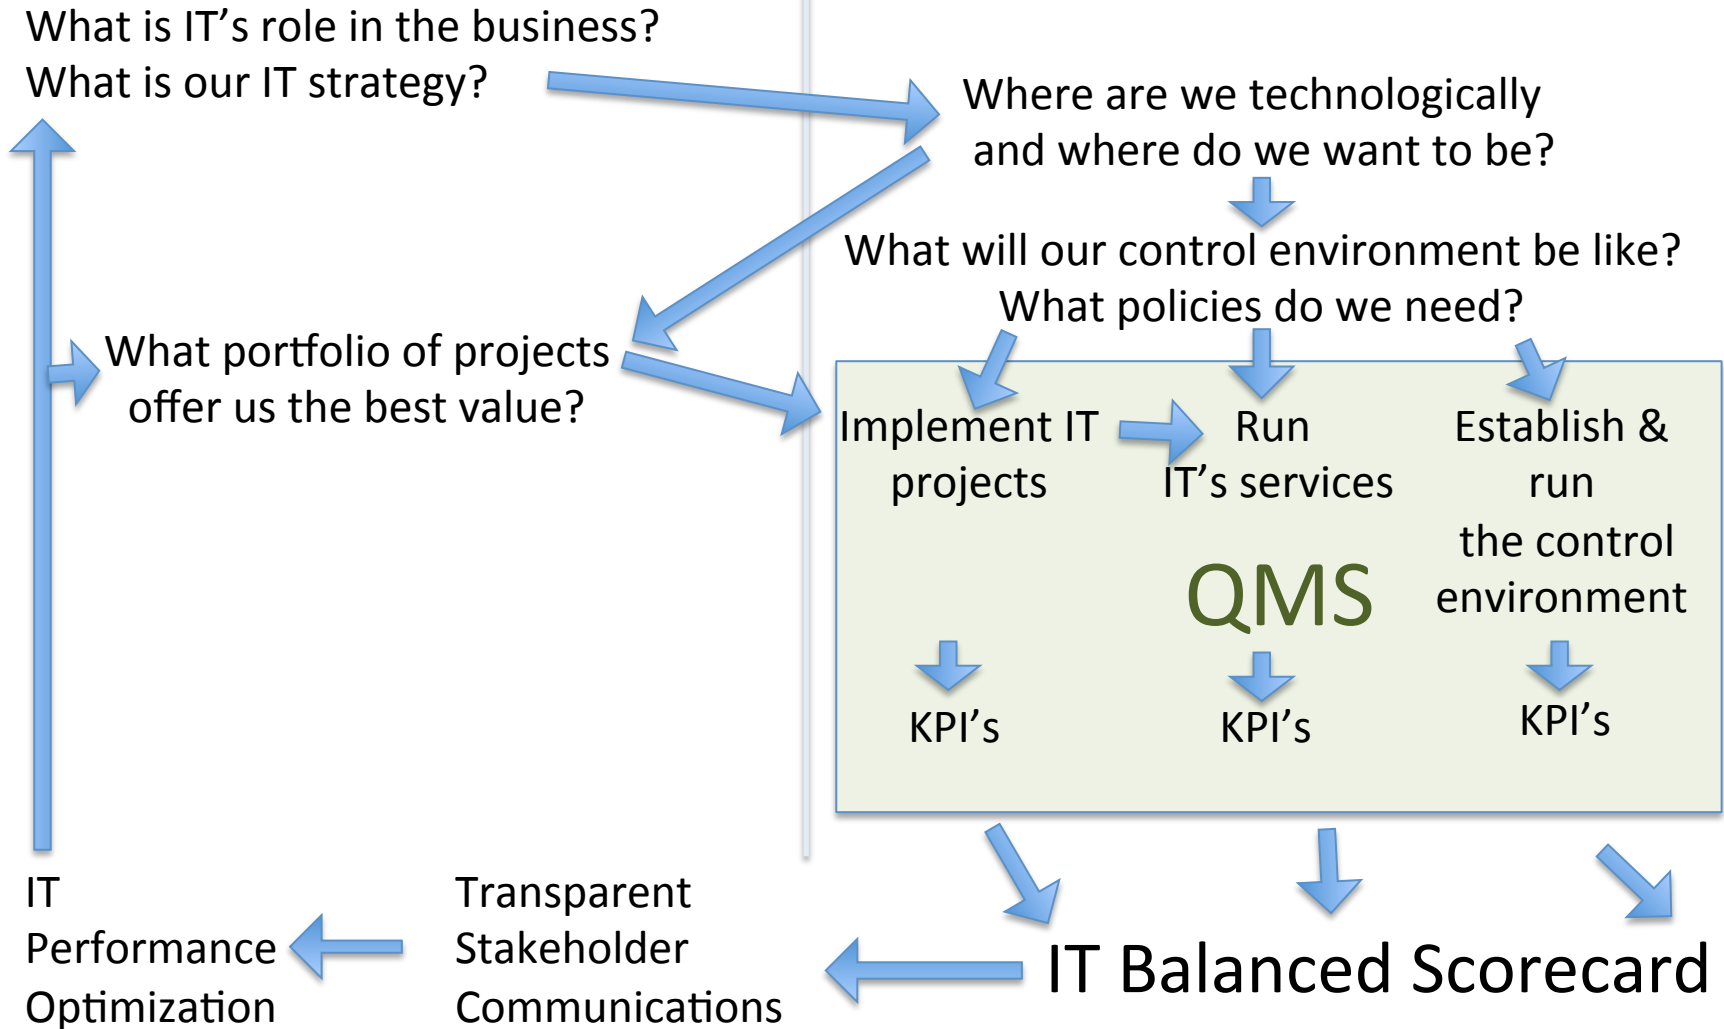 What is IT’s role in the business?
What is our IT strategy?
Where are we technologically
and where do we want to be?
What will our control environment be like?
What policies do we need?
What portfolio of projects
offer us the best value?
Implement IT
projects
Run
IT’s services
Establish &
run
the control
environment
QMS
KPI’s
KPI’s
KPI’s
IT Balanced Scorecard
Transparent
Stakeholder
Communications
IT
Performance
Optimization